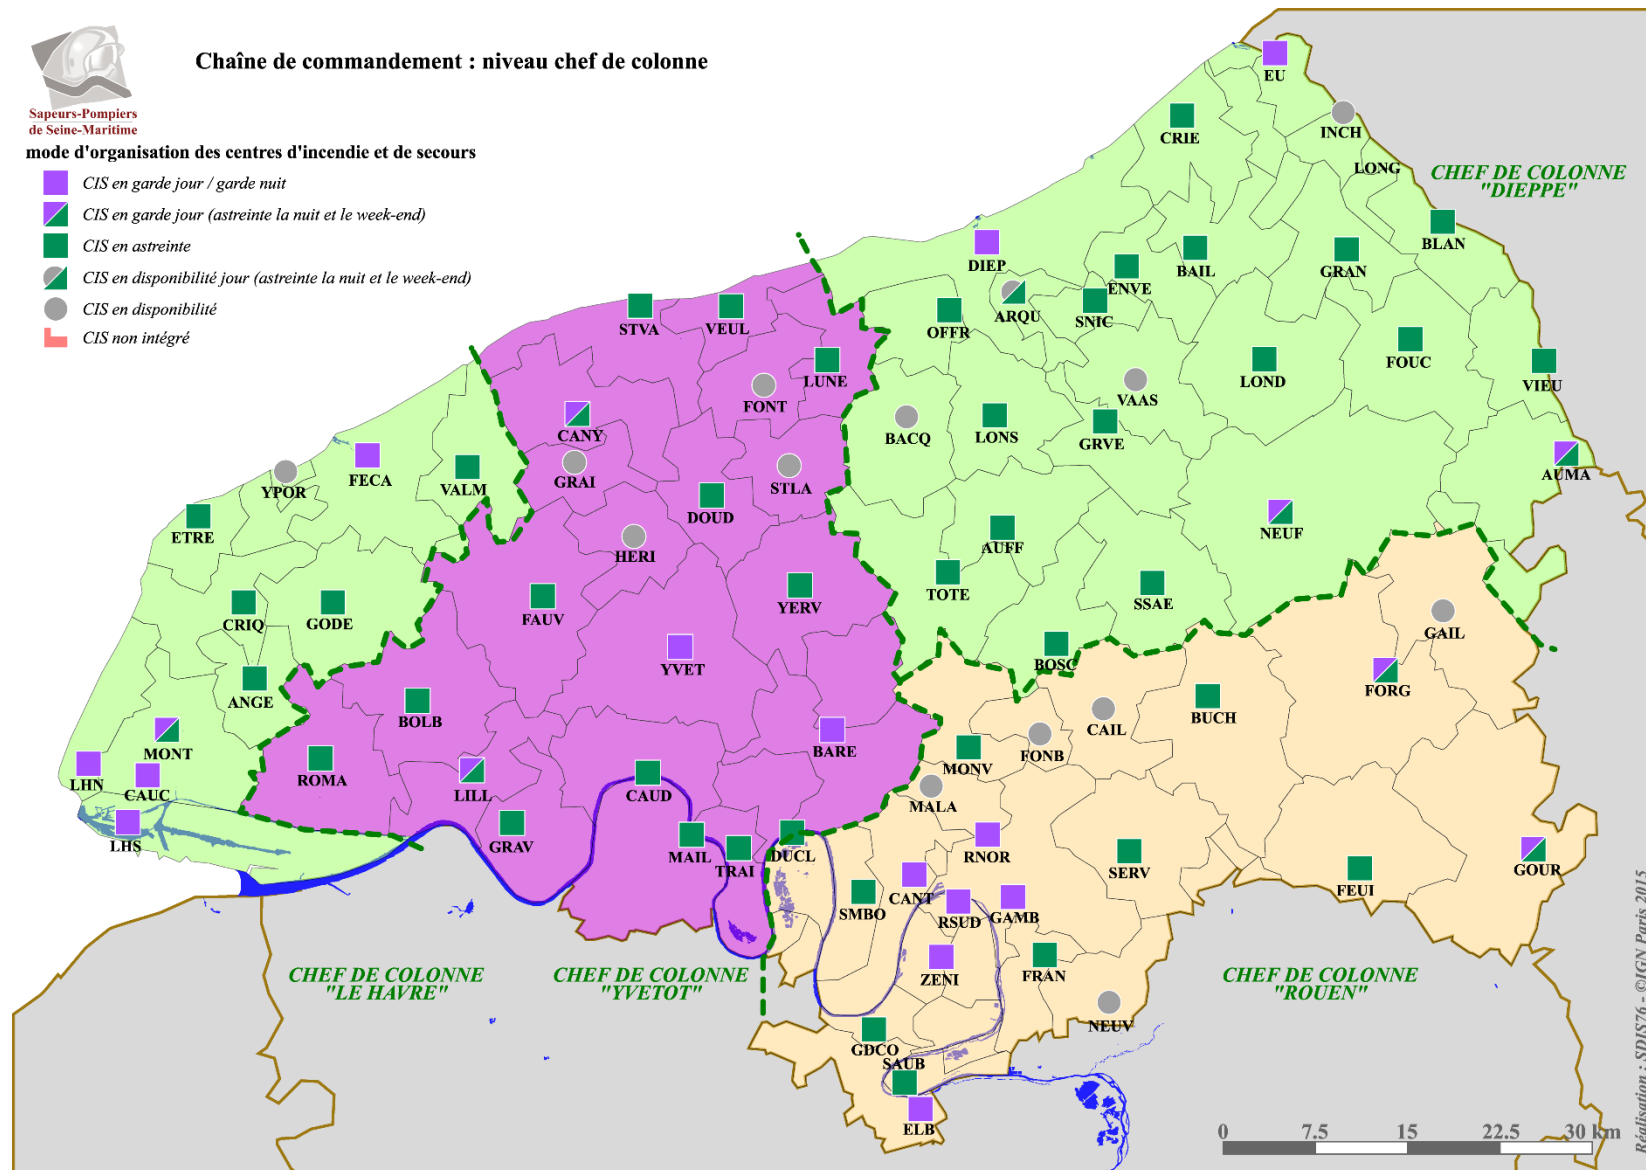 Chaîne de commandement : niveau chef de colonne
Sapeurs-Pompiers
de Seine-Maritime
mode d'organisation des centres d'incendie et de secours
CIS en garde jour / garde nuit
CIS en garde jour (astreinte la nuit et le week-end)
CIS en astreinte
CIS en disponibilité jour (astreinte la nuit et le week-end)
CIS en disponibilité
CIS non intégré
EU
INCH
CRIE
LONG
CHEF DE COLONNE
"DIEPPE"
BLAN
DIEP
BAIL
GRAN
ENVE
ARQU
SNIC
OFFR
STVA
VEUL
LUNE
FONT
FOUC
LOND
VIEU
VAAS
CANY
BACQ
LONS
GRVE
GRAI
STLA
AUMA
FECA
VALM
YPOR
DOUD
ETRE
NEUF
AUFF
HERI
TOTE
SSAE
YERV
FAUV
CRIQ
GODE
GAIL
BOSC
YVET
FORG
ANGE
BOLB
BUCH
CAIL
MONT
BARE
FONB
MONV
LHN
CAUC
ROMA
LILL
CAUD
MALA
LHS
GRAV
MAIL
TRAI
DUCL
RNOR
SERV
FEUI
GOUR
SMBO
CANT
RSUD
GAMB
ZENI
FRAN
CHEF DE COLONNE
"LE HAVRE"
CHEF DE COLONNE
"YVETOT"
CHEF DE COLONNE
"ROUEN"
NEUV
GDCO
SAUB
ELB
0 7.5 15 22.5 30 km
Réalisation : SDIS76 - ©IGN Paris 2015